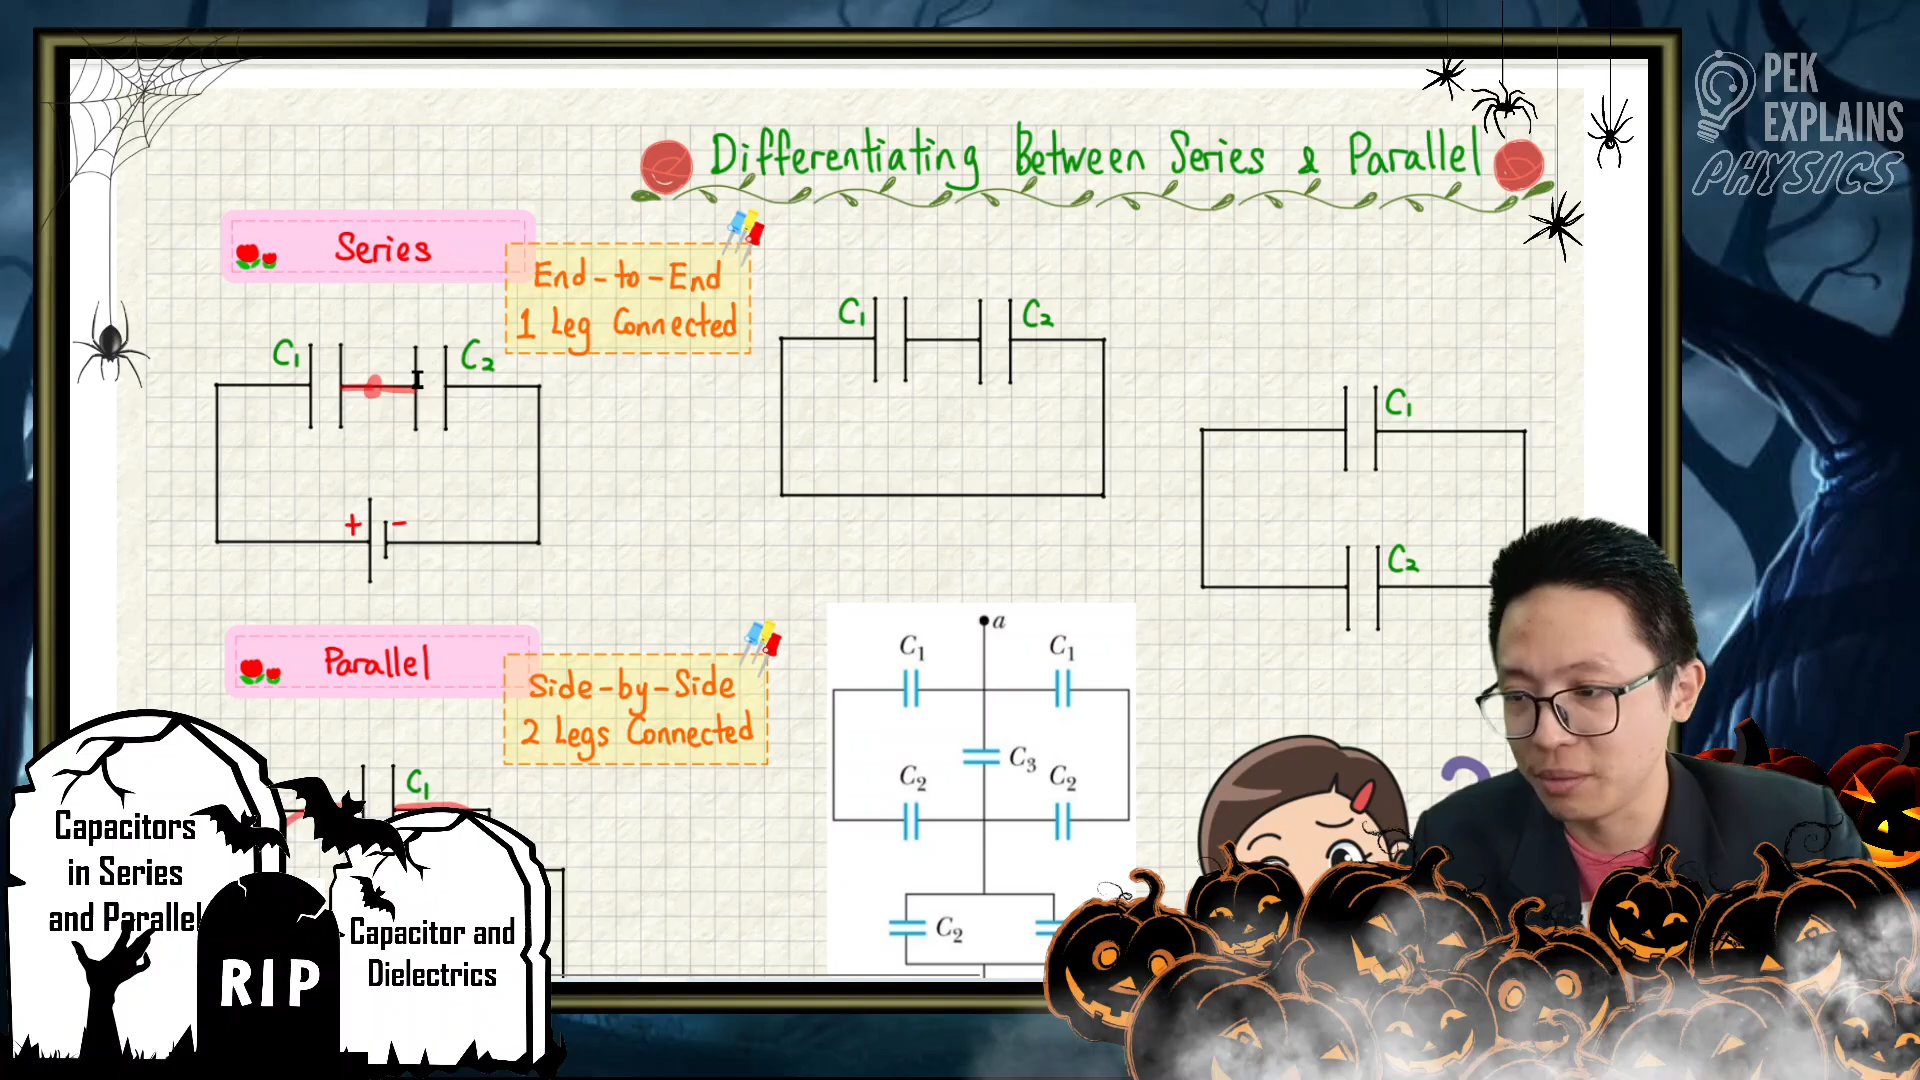 PEK
EXPLAINS
PHYSICS
Differentiating Between Series & Parallel
Series
End-to-End
1 Leg Connected
C₁
C₂
+ -
C₁
C₂
C₁
C₂
Parallel
Side-by-Side
2 Legs Connected
C₁
a
C₁
C₁
C₃
C₂
C₂
C₂
Capacitors
in Series
and Parallel
RIP
Capacitor and
Dielectrics